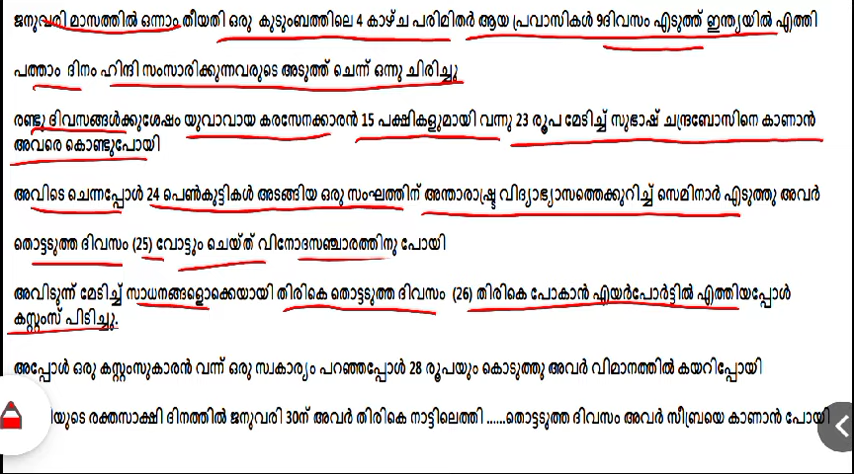 ജനുവരി മാസത്തിൽ ഒന്നാം തീയതി ഒരു കുടുംബത്തിലെ 4 കാഴ്ച പരിമിതർ ആയ പ്രവാസികൾ 9ദിവസം എടുത്ത് ഇന്ത്യയിൽ എത്തി
പത്താം ദിനം ഹിന്ദി സംസാരിക്കുന്നവരുടെ അടുത്ത് ചെന്ന് ഒന്നു ചിരിച്ചു
രണ്ടു ദിവസങ്ങൾക്കുശേഷം യുവാവായ കരസേനക്കാരൻ 15 പക്ഷികളുമായി വന്നു 23 രൂപ മേടിച്ച് സുഭാഷ് ചന്ദ്രബോസിനെ കാണാൻ
അവരെ കൊണ്ടുപോയി
അവിടെ ചെന്നപ്പോൾ 24 പെൺകുട്ടികൾ അടങ്ങിയ ഒരു സംഘത്തിന് അന്താരാഷ്ട്ര വിദ്യാഭ്യാസത്തെക്കുറിച്ച് സെമിനാർ എടുത്തു അവർ
തൊട്ടടുത്ത ദിവസം (25) വോട്ടും ചെയ്ത് വിനോദസഞ്ചാരത്തിനു പോയി
അവിടുന്ന് മേടിച്ച് സാധനങ്ങളൊക്കെയായി തിരികെ തൊട്ടടുത്ത ദിവസം (26) തിരികെ പോകാൻ എയർപോർട്ടിൽ എത്തിയപ്പോൾ
കസ്റ്റംസ് പിടിച്ചു.
അപ്പോൾ ഒരു കസ്റ്റംസുകാരൻ വന്ന് ഒരു സ്വകാര്യം പറഞ്ഞപ്പോൾ 28 രൂപയും കൊടുത്തു അവർ വിമാനത്തിൽ കയറിപ്പോയി
രക്തസാക്ഷി ദിനത്തിൽ ജനുവരി 30ന് അവർ തിരികെ നാട്ടിലെത്തി ......തൊട്ടടുത്ത ദിവസം അവർ സീബ്രയെ കാണാൻ പോയി